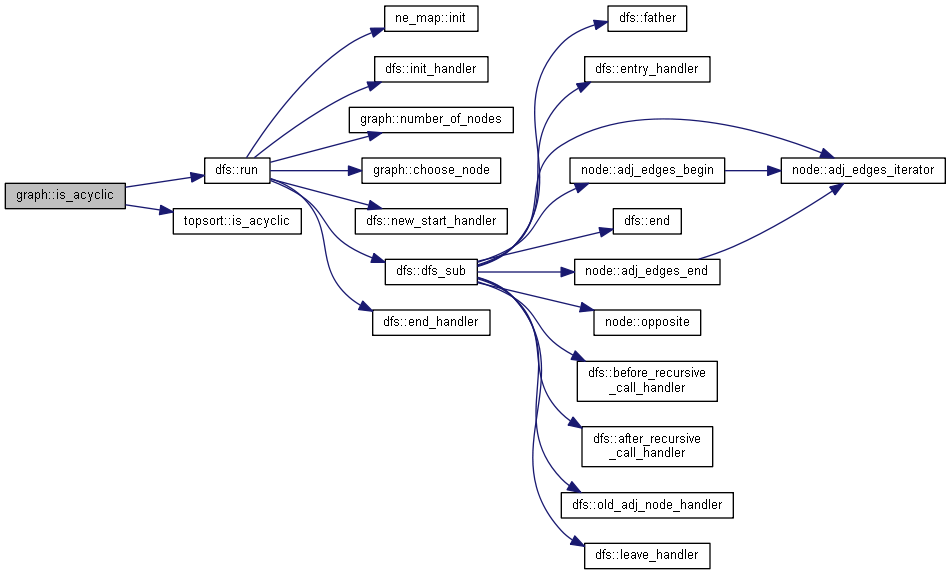 graph::is_acyclic
dfs::run
topsort::is_acyclic
ne_map::init
dfs::init_handler
graph::number_of_nodes
graph::choose_node
dfs::new_start_handler
dfs::dfs_sub
dfs::end_handler
dfs::father
dfs::entry_handler
node::adj_edges_begin
dfs::end
node::adj_edges_end
node::opposite
dfs::before_recursive
_call_handler
dfs::after_recursive
_call_handler
dfs::old_adj_node_handler
dfs::leave_handler
node::adj_edges_iterator